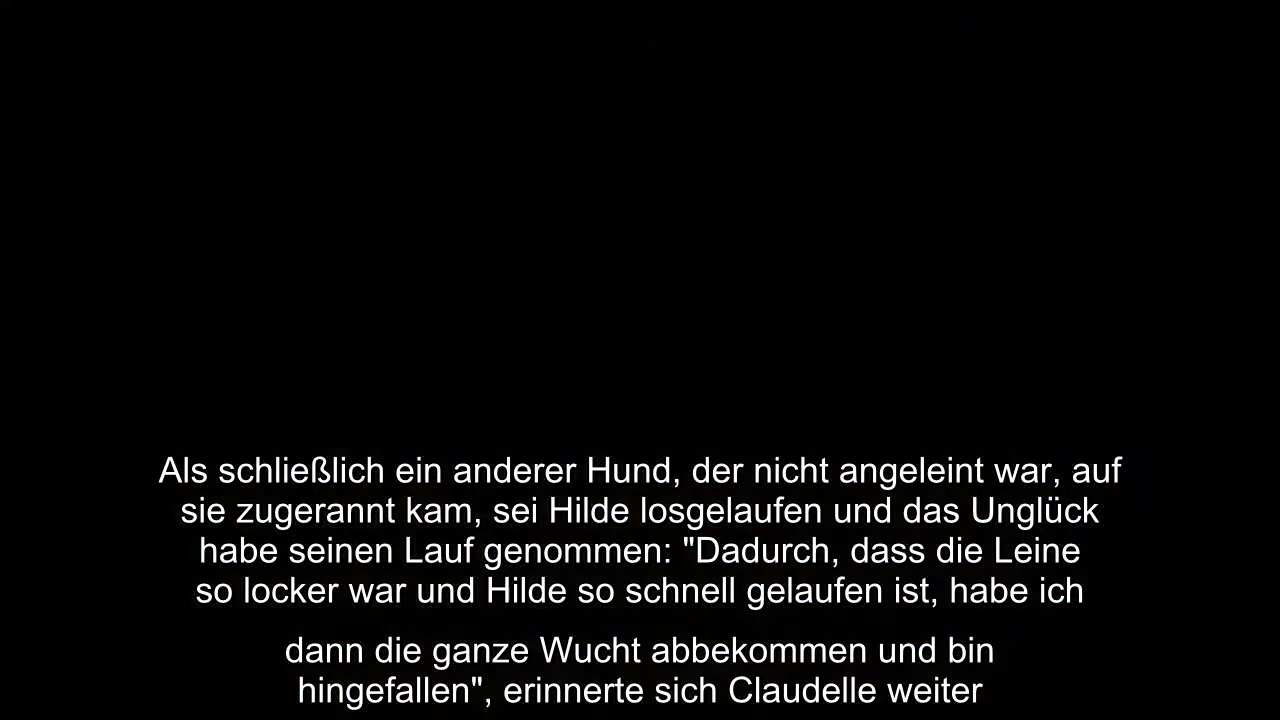 Als schließlich ein anderer Hund, der nicht angeleint war, auf
sie zugerannt kam, sei Hilde losgelaufen und das Unglück
habe seinen Lauf genommen: "Dadurch, dass die Leine
so locker war und Hilde so schnell gelaufen ist, habe ich
dann die ganze Wucht abbekommen und bin
hingefallen", erinnerte sich Claudelle weiter